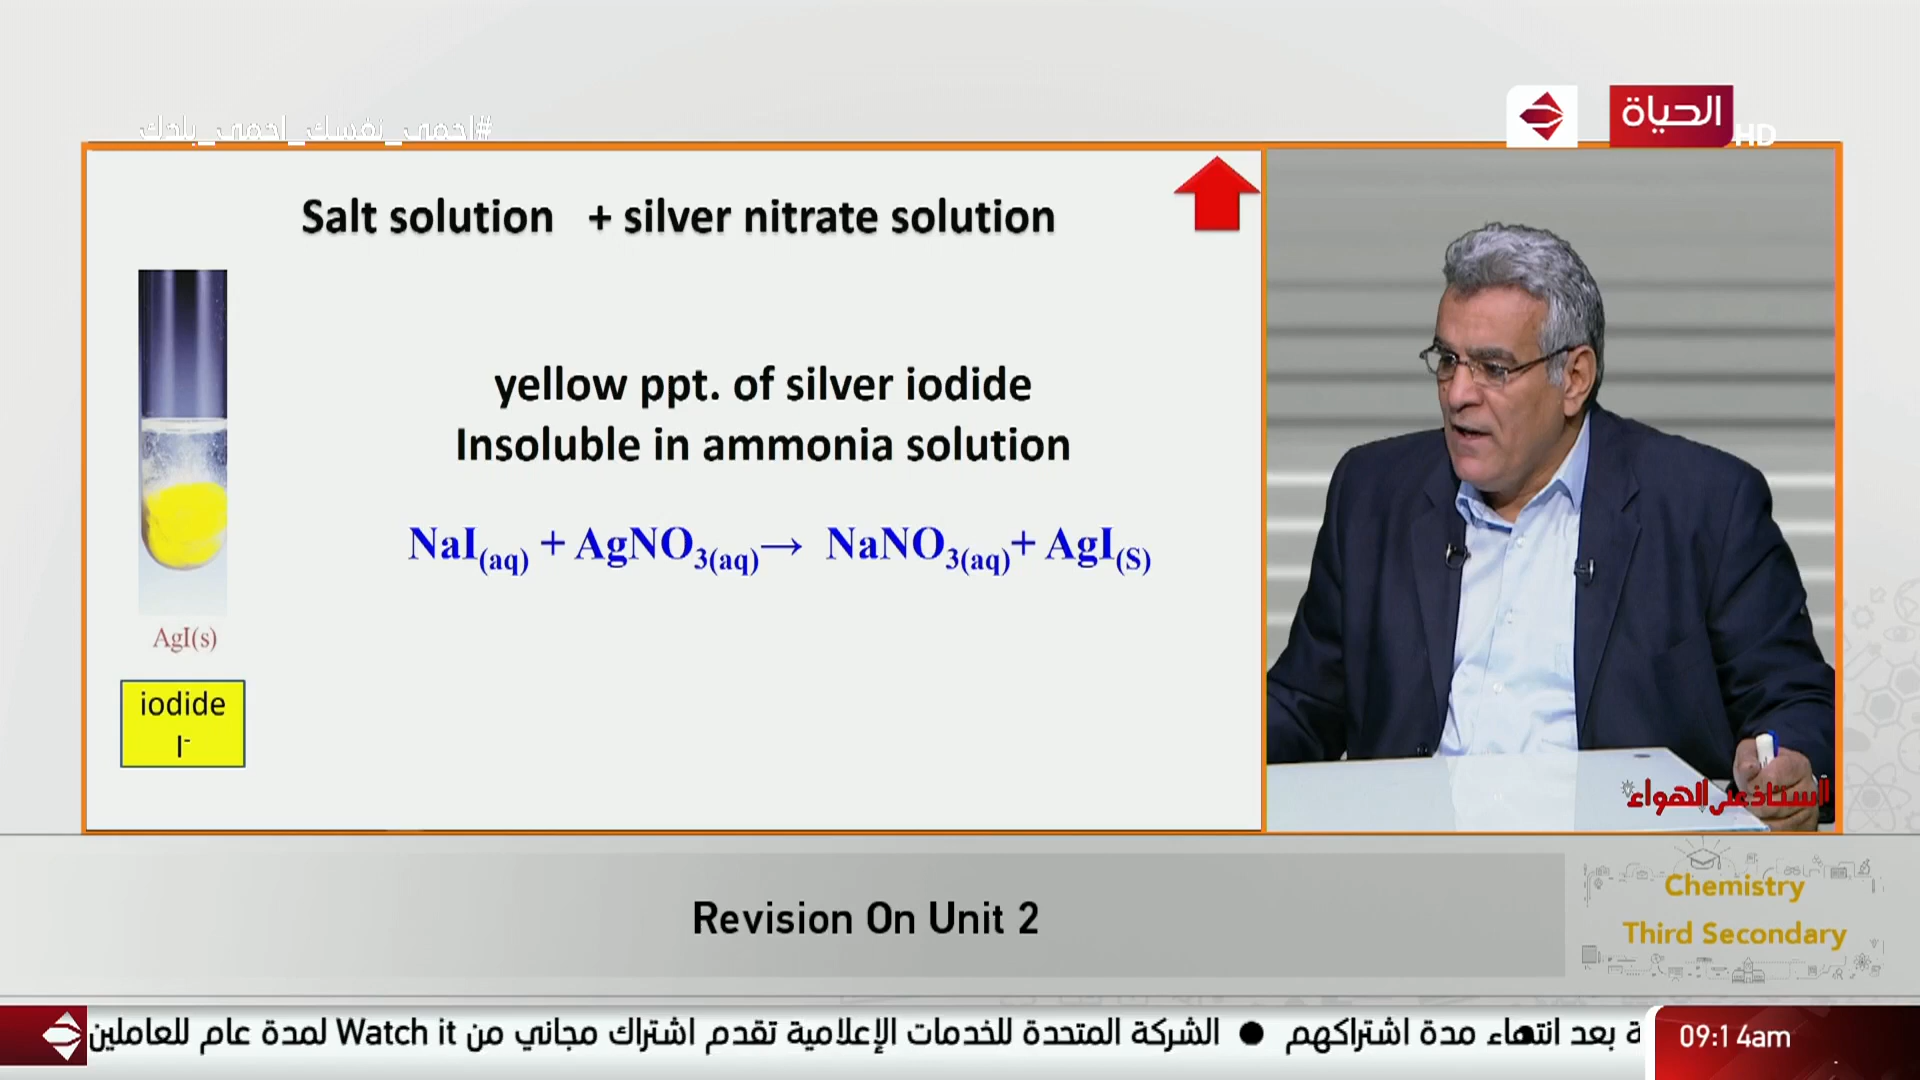 #احمي_نفسك_احمي_بلدك
الحياة
HD
Salt solution + silver nitrate solution
yellow ppt. of silver iodide
Insoluble in ammonia solution
NaI(aq) + AgNO3(aq)→ NaNO3(aq)+ AgI(S)
AgI(s)
iodide
I-
أستاذ على الهواء
Revision On Unit 2
Chemistry
Third Secondary
ة بعد انتهاء مدة اشتراكهم ● الشركة المتحدة للخدمات الإعلامية تقدم اشتراك مجاني من Watch it لمدة عام للعاملين
09:14am